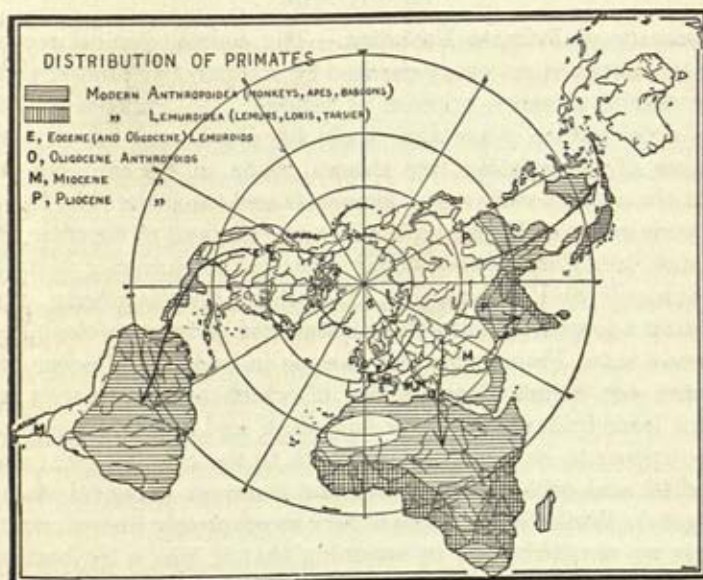 DISTRIBUTION OF PRIMATES
MODERN ANTHROPOIDEA (MONKEYS, APES, BABOONS)
„ LEMUROIDEA (LEMURS, LORIS, TARSIER)
E, EOCENE (AND OLIGOCENE) LEMUROIDS
O, OLIGOCENE ANTHROPOIDS
M, MIOCENE „
P, PLIOCENE „
M
M